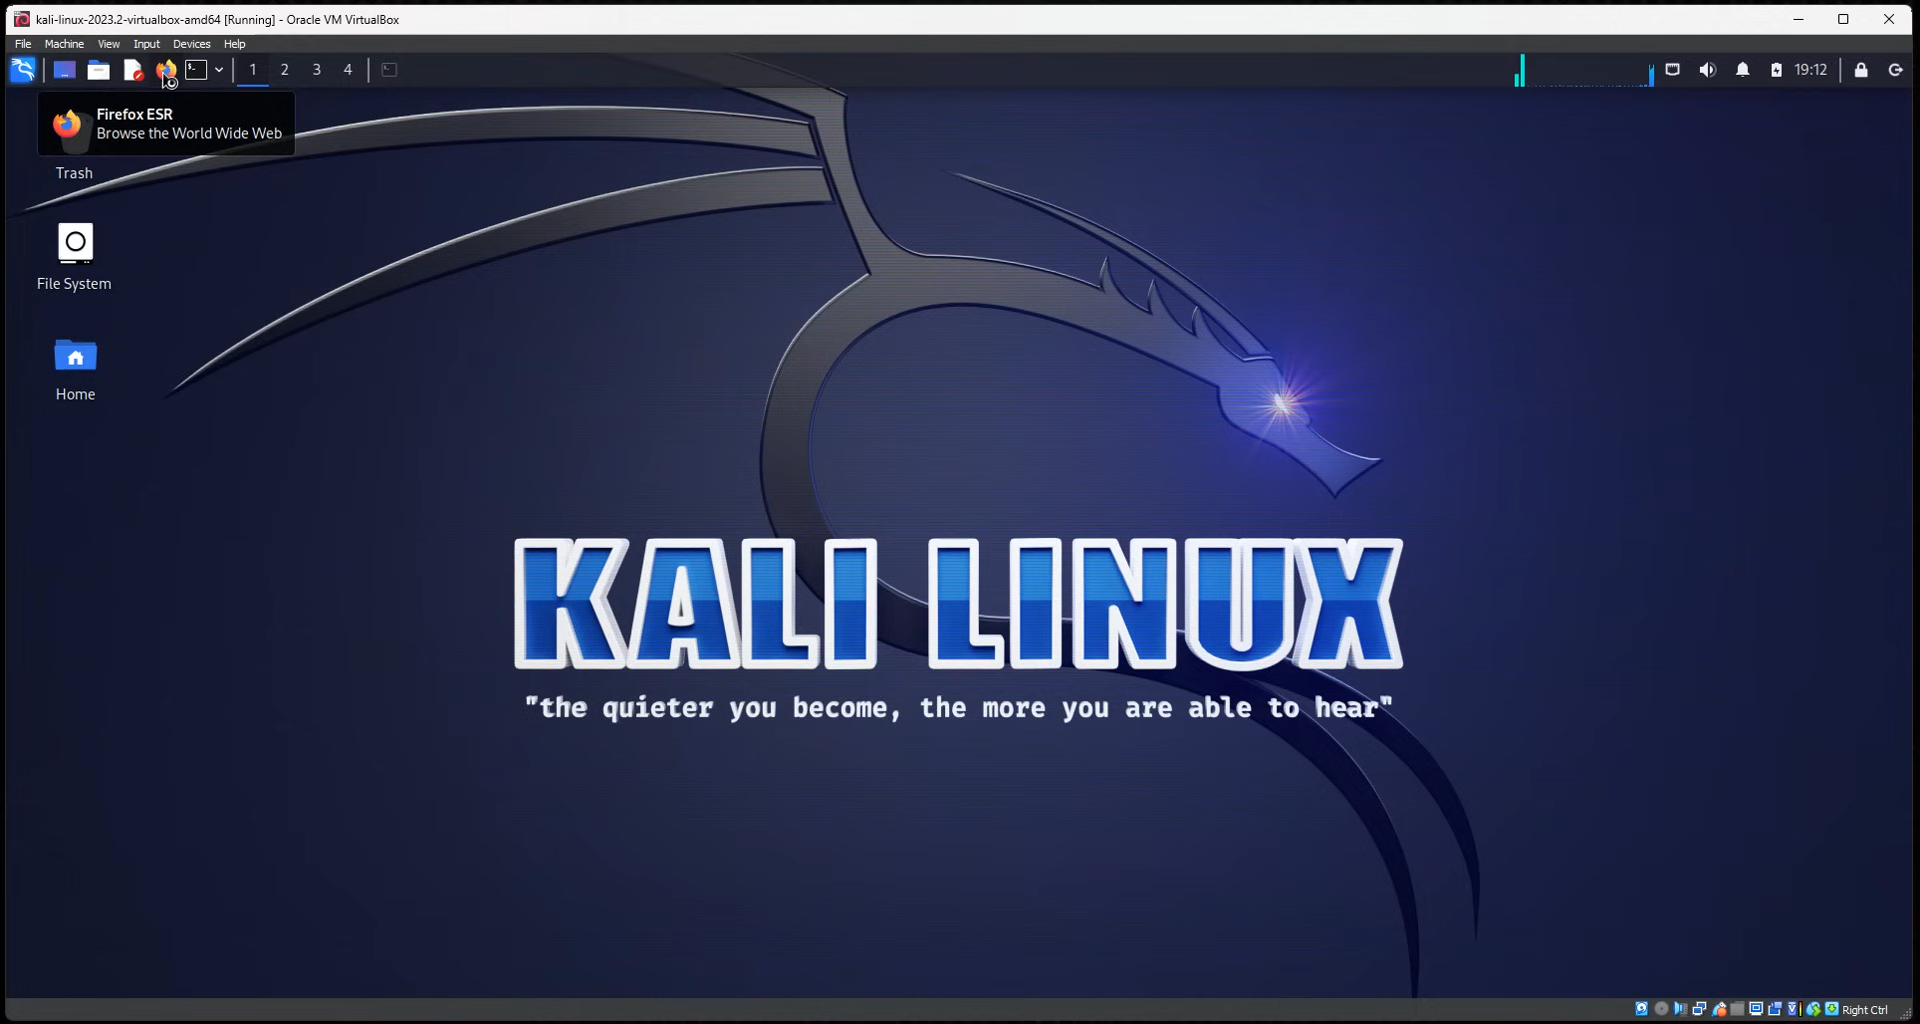 kali-linux-2023.2-virtualbox-amd64 [Running] - Oracle VM VirtualBox
File Machine View Input Devices Help
1 2 3 4 19:12
Firefox ESR
Browse the World Wide Web
Trash
File System
Home
KALI LINUX
"the quieter you become, the more you are able to hear"
Right Ctrl